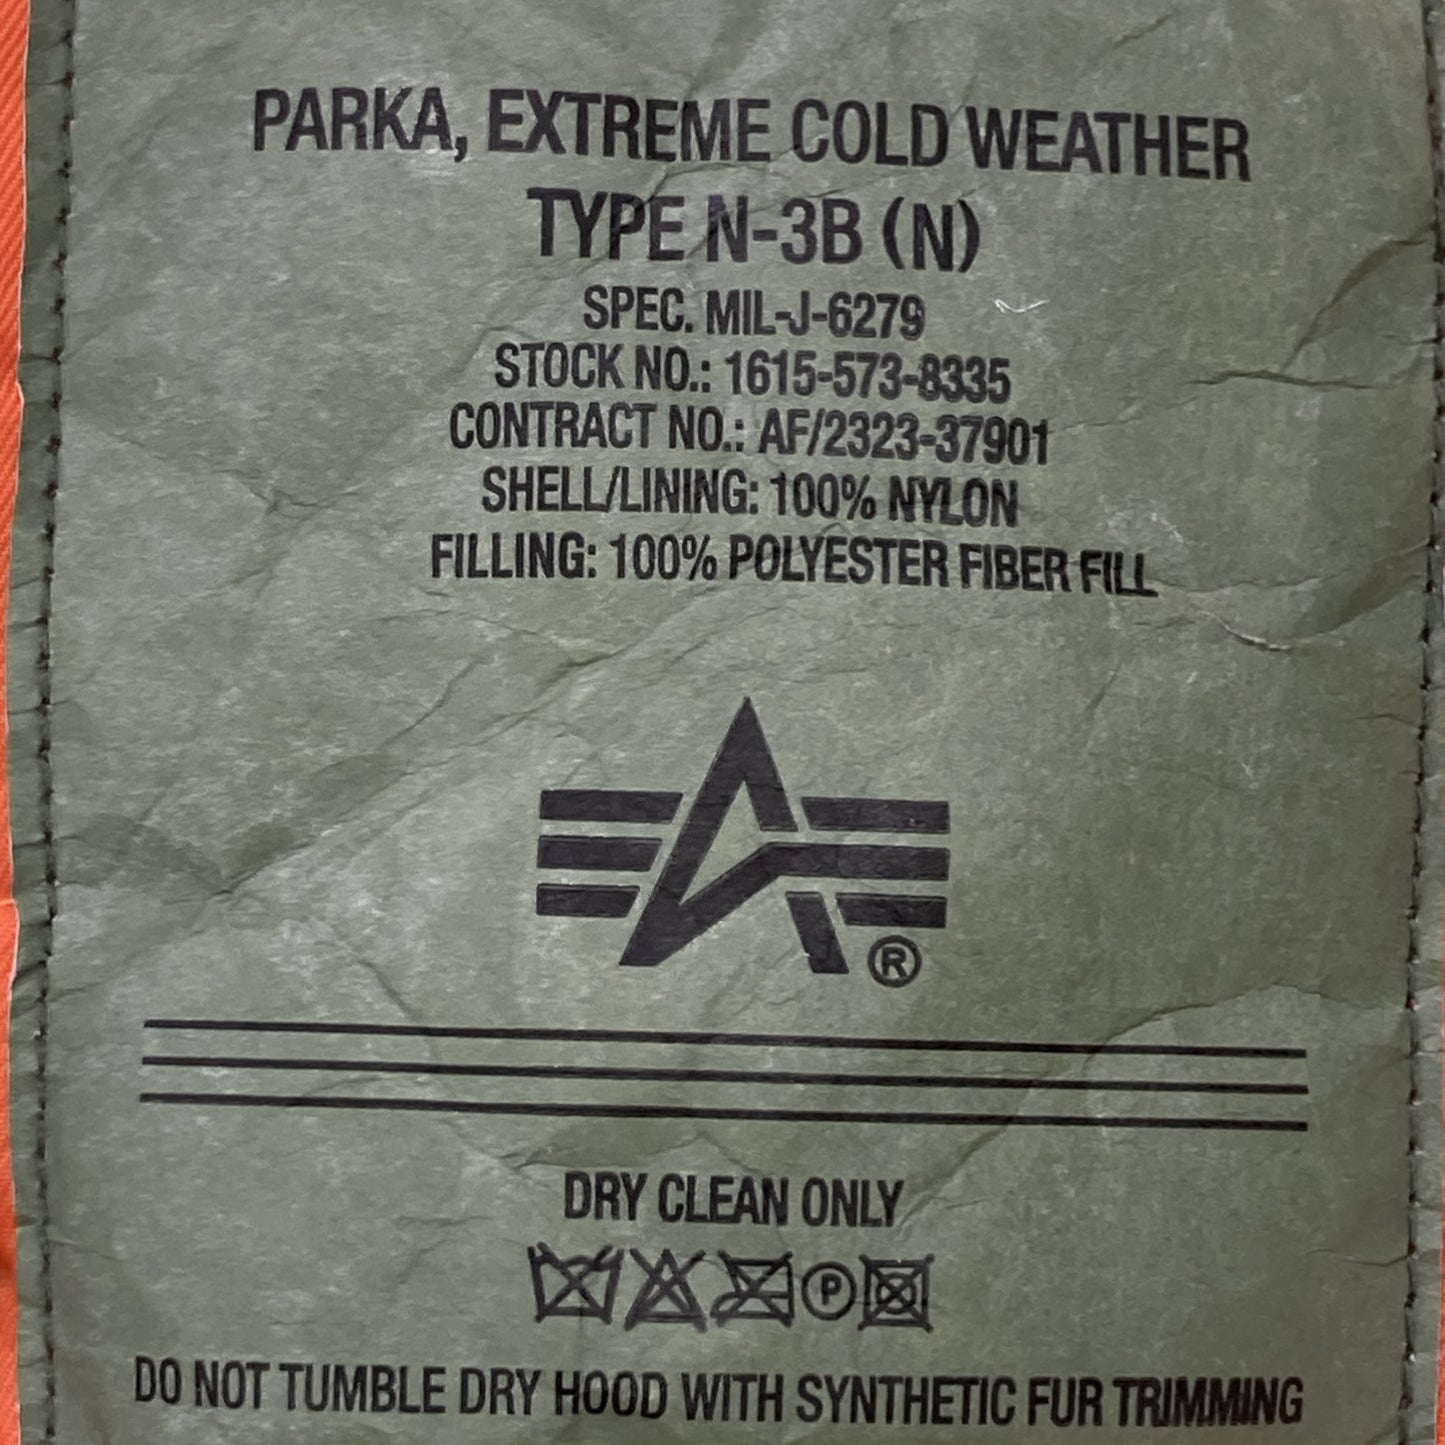 PARKA, EXTREME COLD WEATHER
TYPE N-3B (N)
SPEC. MIL-J-6279
STOCK NO.: 1615-573-8335
CONTRACT NO.: AF/2323-37901
SHELL/LINING: 100% NYLON
FILLING: 100% POLYESTER FIBER FILL
®
DRY CLEAN ONLY
P
DO NOT TUMBLE DRY HOOD WITH SYNTHETIC FUR TRIMMING